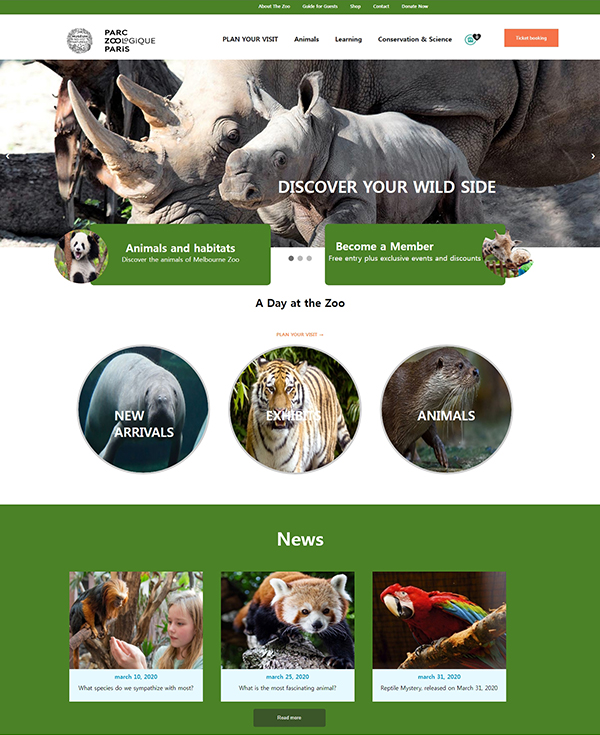 About The Zoo Guide for Guests Shop Contact Donate Now
PARC
ZOOLOGIQUE
PARIS
PLAN YOUR VISIT Animals Learning Conservation & Science
Ticket booking
DISCOVER YOUR WILD SIDE
Animals and habitats
Discover the animals of Melbourne Zoo
Become a Member
Free entry plus exclusive events and discounts
A Day at the Zoo
PLAN YOUR VISIT →
NEW
ARRIVALS
EXHIBITS
ANIMALS
News
march 10, 2020
What species do we sympathize with most?
march 25, 2020
What is the most fascinating animal?
march 31, 2020
Reptile Mystery, released on March 31, 2020
Read more